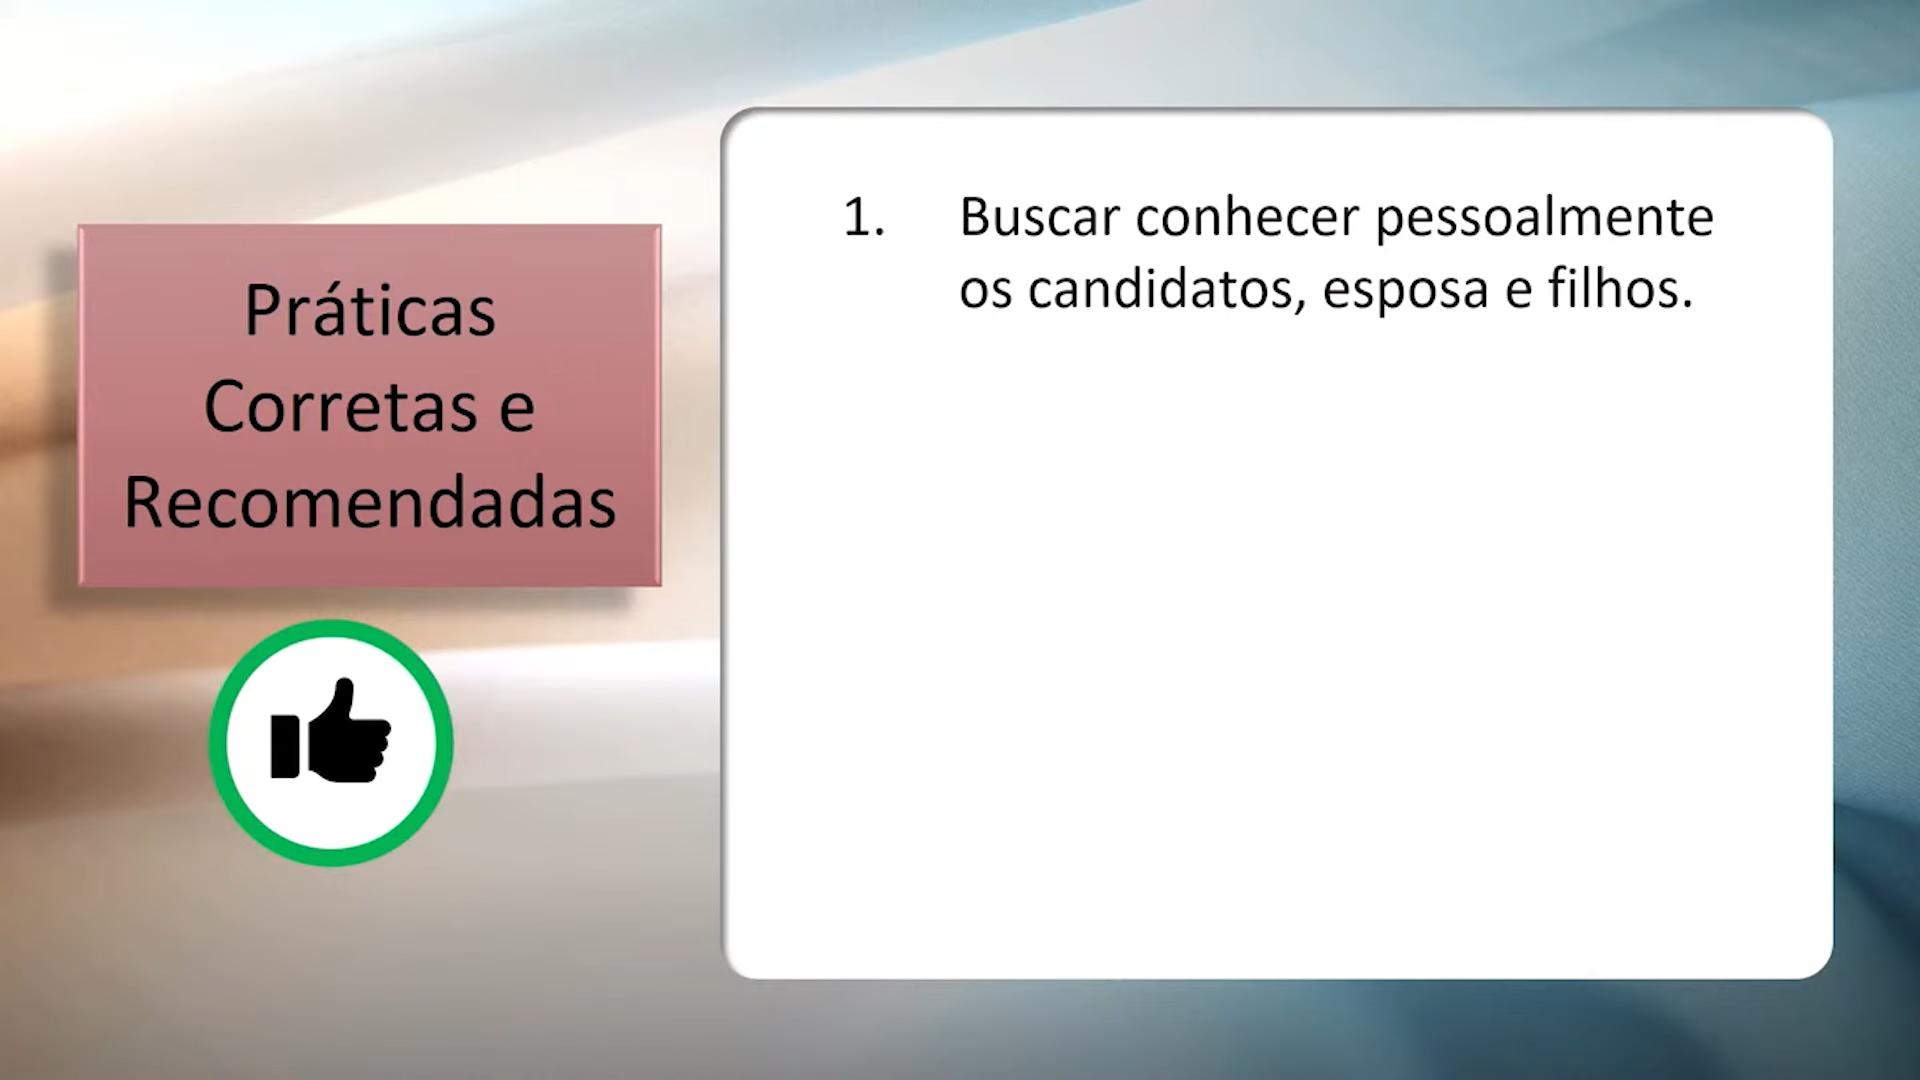 Práticas
Corretas e
Recomendadas
1. Buscar conhecer pessoalmente
os candidatos, esposa e filhos.